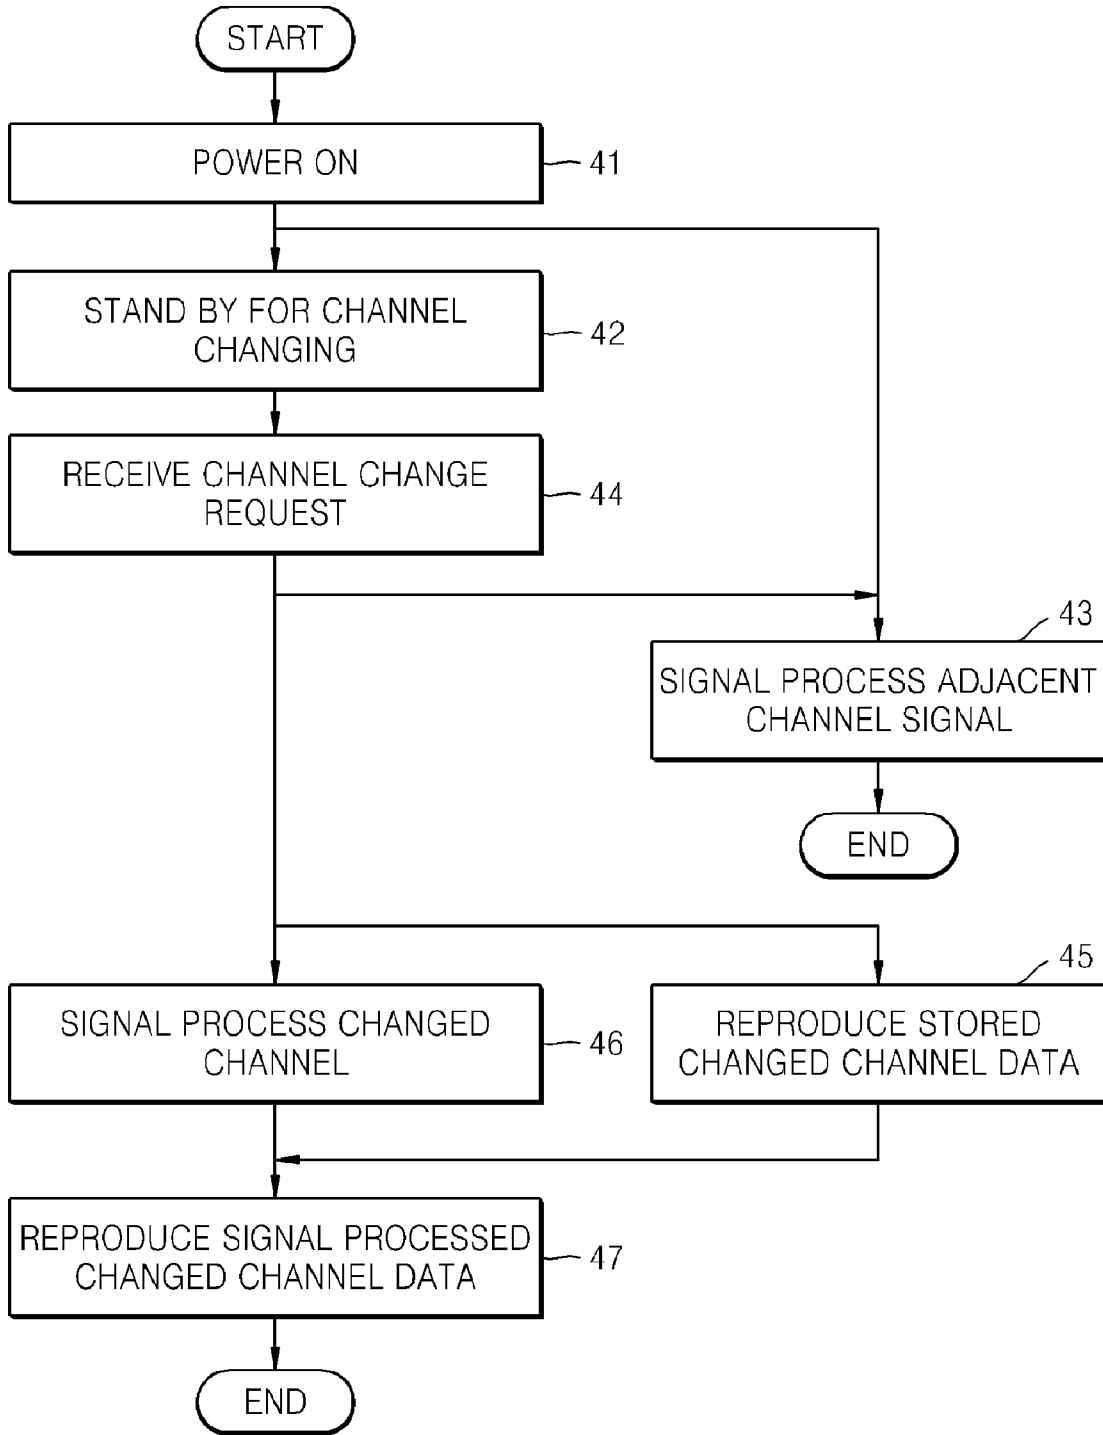 START
POWER ON
41
STAND BY FOR CHANNEL
CHANGING
42
RECEIVE CHANNEL CHANGE
REQUEST
44
43
SIGNAL PROCESS ADJACENT
CHANNEL SIGNAL
END
45
SIGNAL PROCESS CHANGED
CHANNEL
46
REPRODUCE STORED
CHANGED CHANNEL DATA
REPRODUCE SIGNAL PROCESSED
CHANGED CHANNEL DATA
47
END